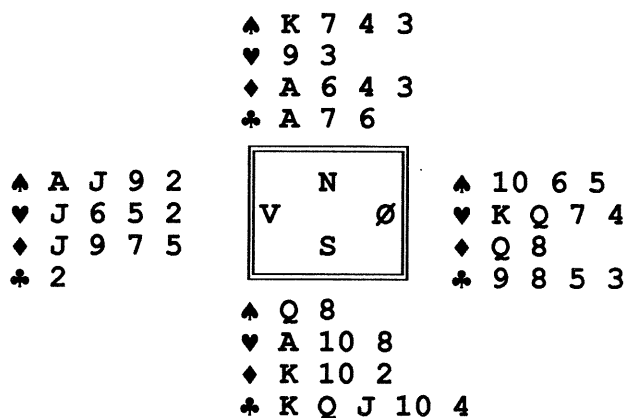 ♠ K 7 4 3
♥ 9 3
♦ A 6 4 3
♣ A 7 6
♠ A J 9 2
♥ J 6 5 2
♦ J 9 7 5
♣ 2
N
V Ø
S
♠ 10 6 5
♥ K Q 7 4
♦ Q 8
♣ 9 8 5 3
♠ Q 8
♥ A 10 8
♦ K 10 2
♣ K Q J 10 4